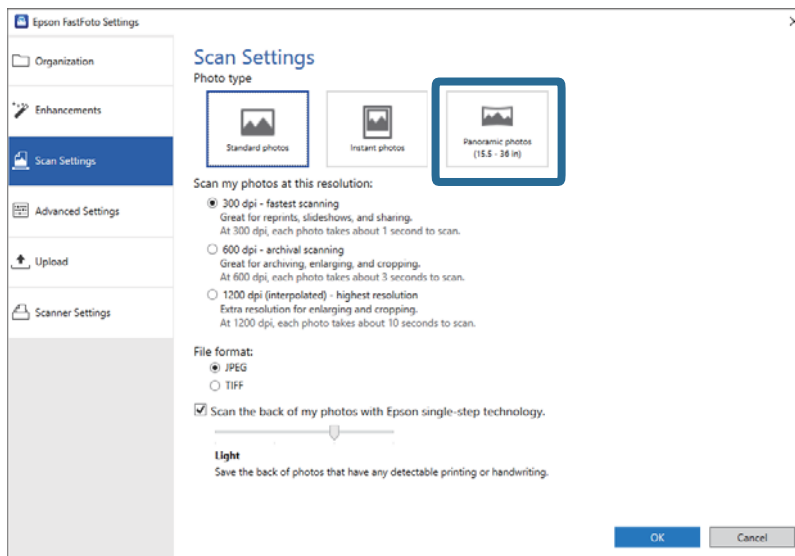 Epson FastFoto Settings
Organization
Enhancements
Scan Settings
Advanced Settings
Upload
Scanner Settings
Scan Settings
Photo type
Standard photos
Instant photos
Panoramic photos
(15.5 - 36 in)
Scan my photos at this resolution:
300 dpi - fastest scanning
Great for reprints, slideshows, and sharing.
At 300 dpi, each photo takes about 1 second to scan.
600 dpi - archival scanning
Great for archiving, enlarging, and cropping.
At 600 dpi, each photo takes about 3 seconds to scan.
1200 dpi (interpolated) - highest resolution
Extra resolution for enlarging and cropping.
At 1200 dpi, each photo takes about 10 seconds to scan.
File format:
JPEG
TIFF
Scan the back of my photos with Epson single-step technology.
Light
Save the back of photos that have any detectable printing or handwriting.
OK
Cancel